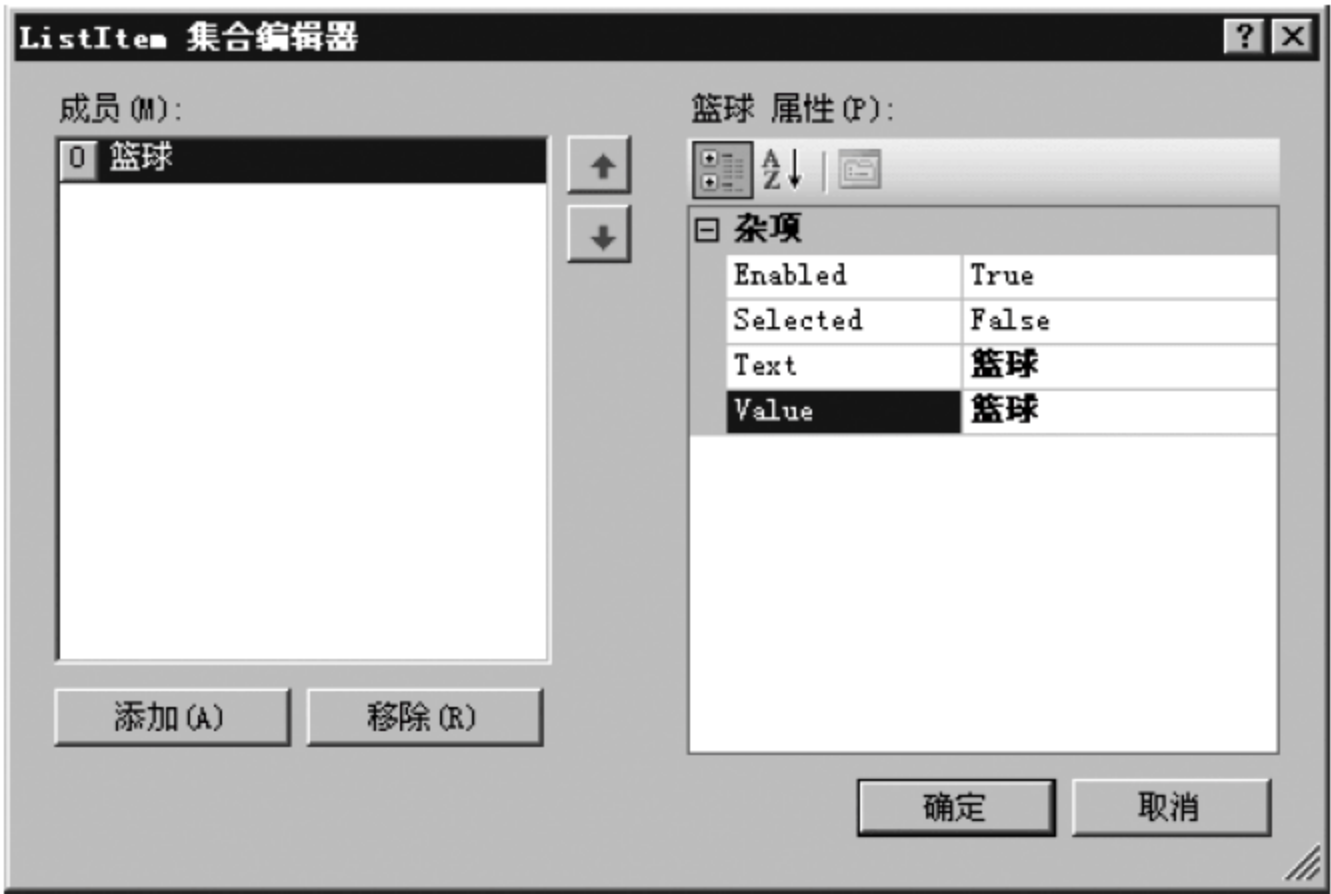 ListItem 集合编辑器
成员(M):
0 篮球
添加(A) 移除(R)
篮球 属性(P):
杂项
Enabled True
Selected False
Text 篮球
Value 篮球
确定 取消